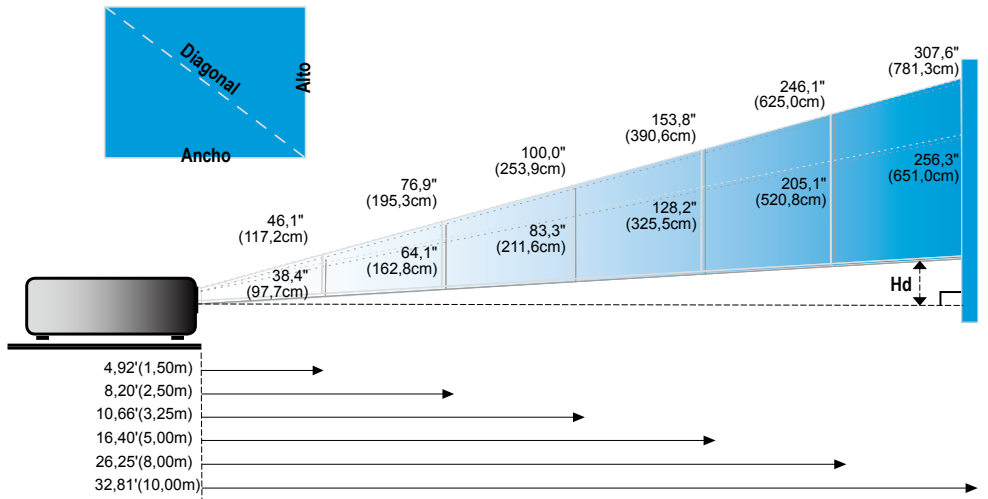 Diagonal
Alto
Ancho
307,6"
(781,3cm)
246,1"
(625,0cm)
153,8"
(390,6cm)
100,0"
(253,9cm)
76,9"
(195,3cm)
46,1"
(117,2cm)
256,3"
(651,0cm)
205,1"
(520,8cm)
128,2"
(325,5cm)
83,3"
(211,6cm)
64,1"
(162,8cm)
38,4"
(97,7cm)
Hd
4,92'(1,50m)
8,20'(2,50m)
10,66'(3,25m)
16,40'(5,00m)
26,25'(8,00m)
32,81'(10,00m)